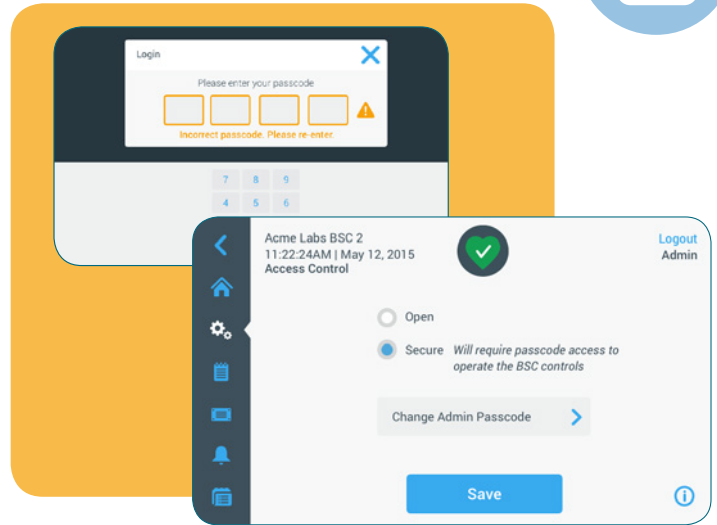 Login
Please enter your passcode
Incorrect passcode. Please re-enter.
7 8 9
4 5 6
Acme Labs BSC 2
11:22:24AM | May 12, 2015
Access Control
Logout
Admin
Open
Secure Will require passcode access to
operate the BSC controls
Change Admin Passcode
Save